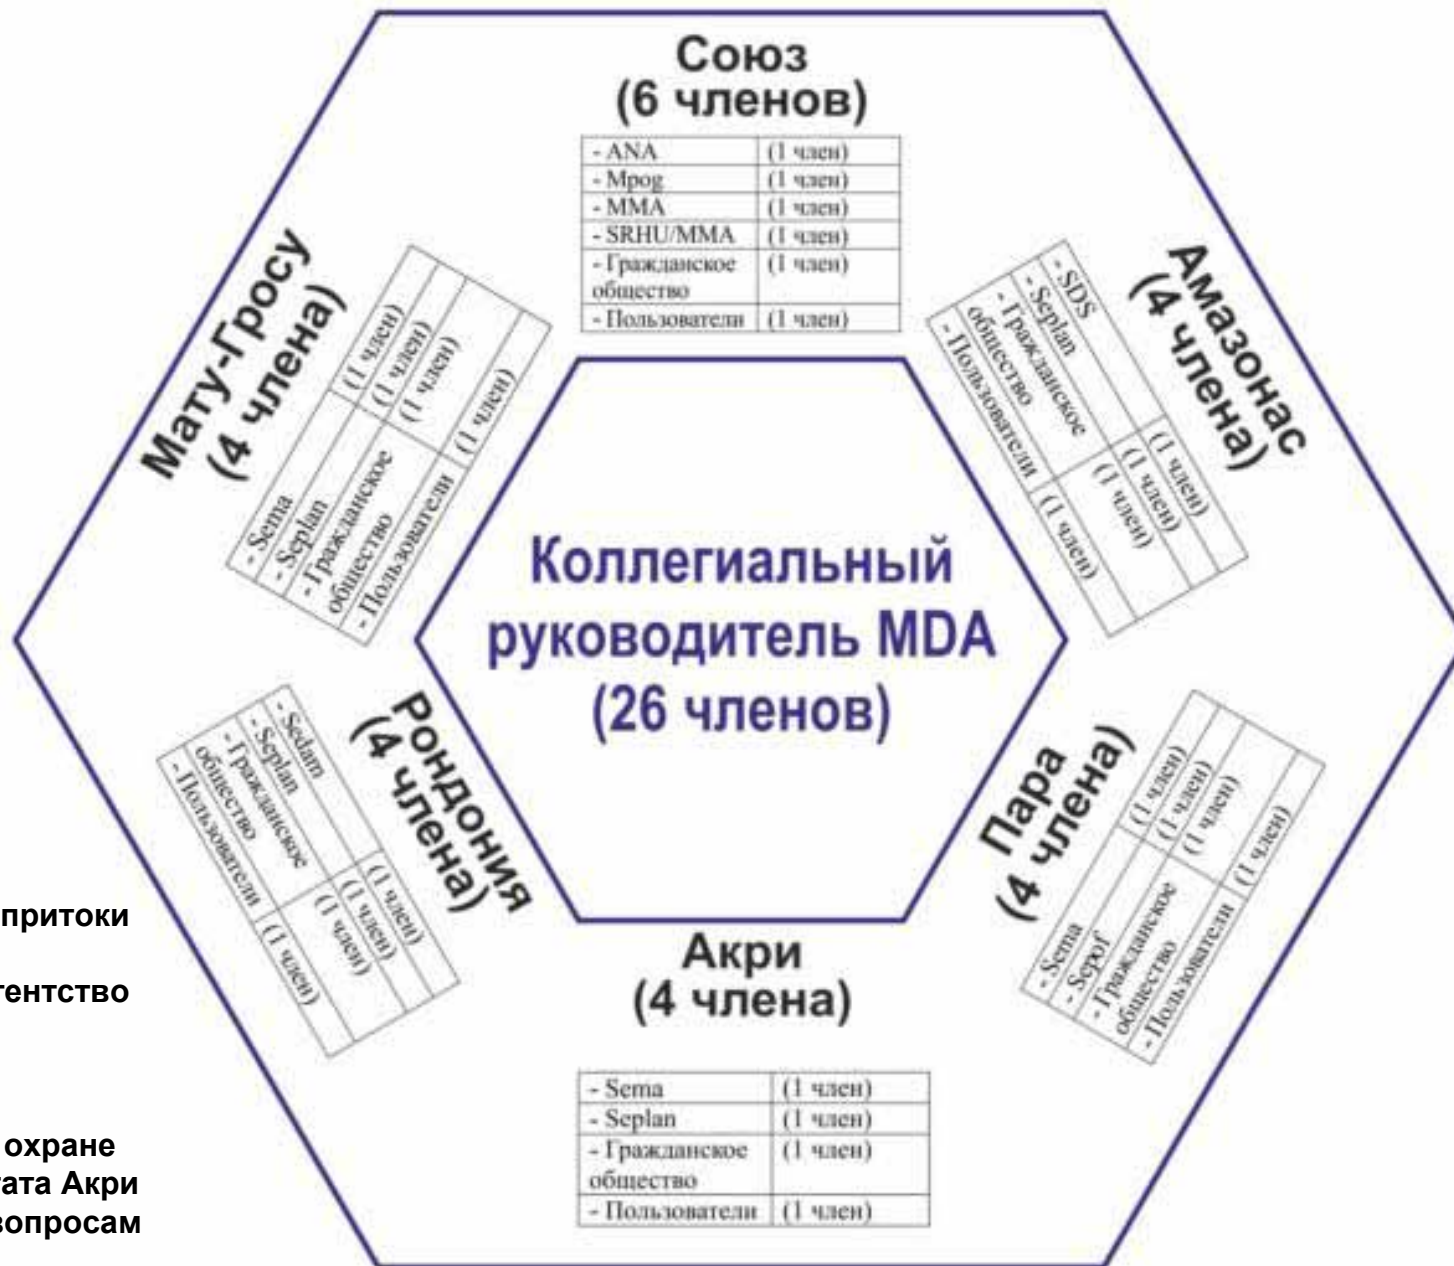 Союз
(6 членов)
- ANA (1 член)
- Mpog (1 член)
- MMA (1 член)
- SRHU/MMA (1 член)
- Гражданское (1 член)
общество
- Пользователи (1 член)
Мату-Гросу
(4 члена)
- Sema (1 член)
- Seplan (1 член)
- Гражданское (1 член)
общество
- Пользователи (1 член)
Амазонас
(4 члена)
- SDS (1 член)
- Seplan (1 член)
- Гражданское (1 член)
общество
- Пользователи (1 член)
Коллегиальный
руководитель MDA
(26 членов)
Рондония
(4 члена)
- Sedam (1 член)
- Seplan (1 член)
- Гражданское (1 член)
общество
- Пользователи (1 член)
Пара
(4 члена)
- Sema (1 член)
- Sepof (1 член)
- Гражданское (1 член)
общество
- Пользователи (1 член)
Акри
(4 члена)
- Sema (1 член)
- Seplan (1 член)
- Гражданское (1 член)
общество
- Пользователи (1 член)
притоки
гентство
охране
тата Акри
вопросам